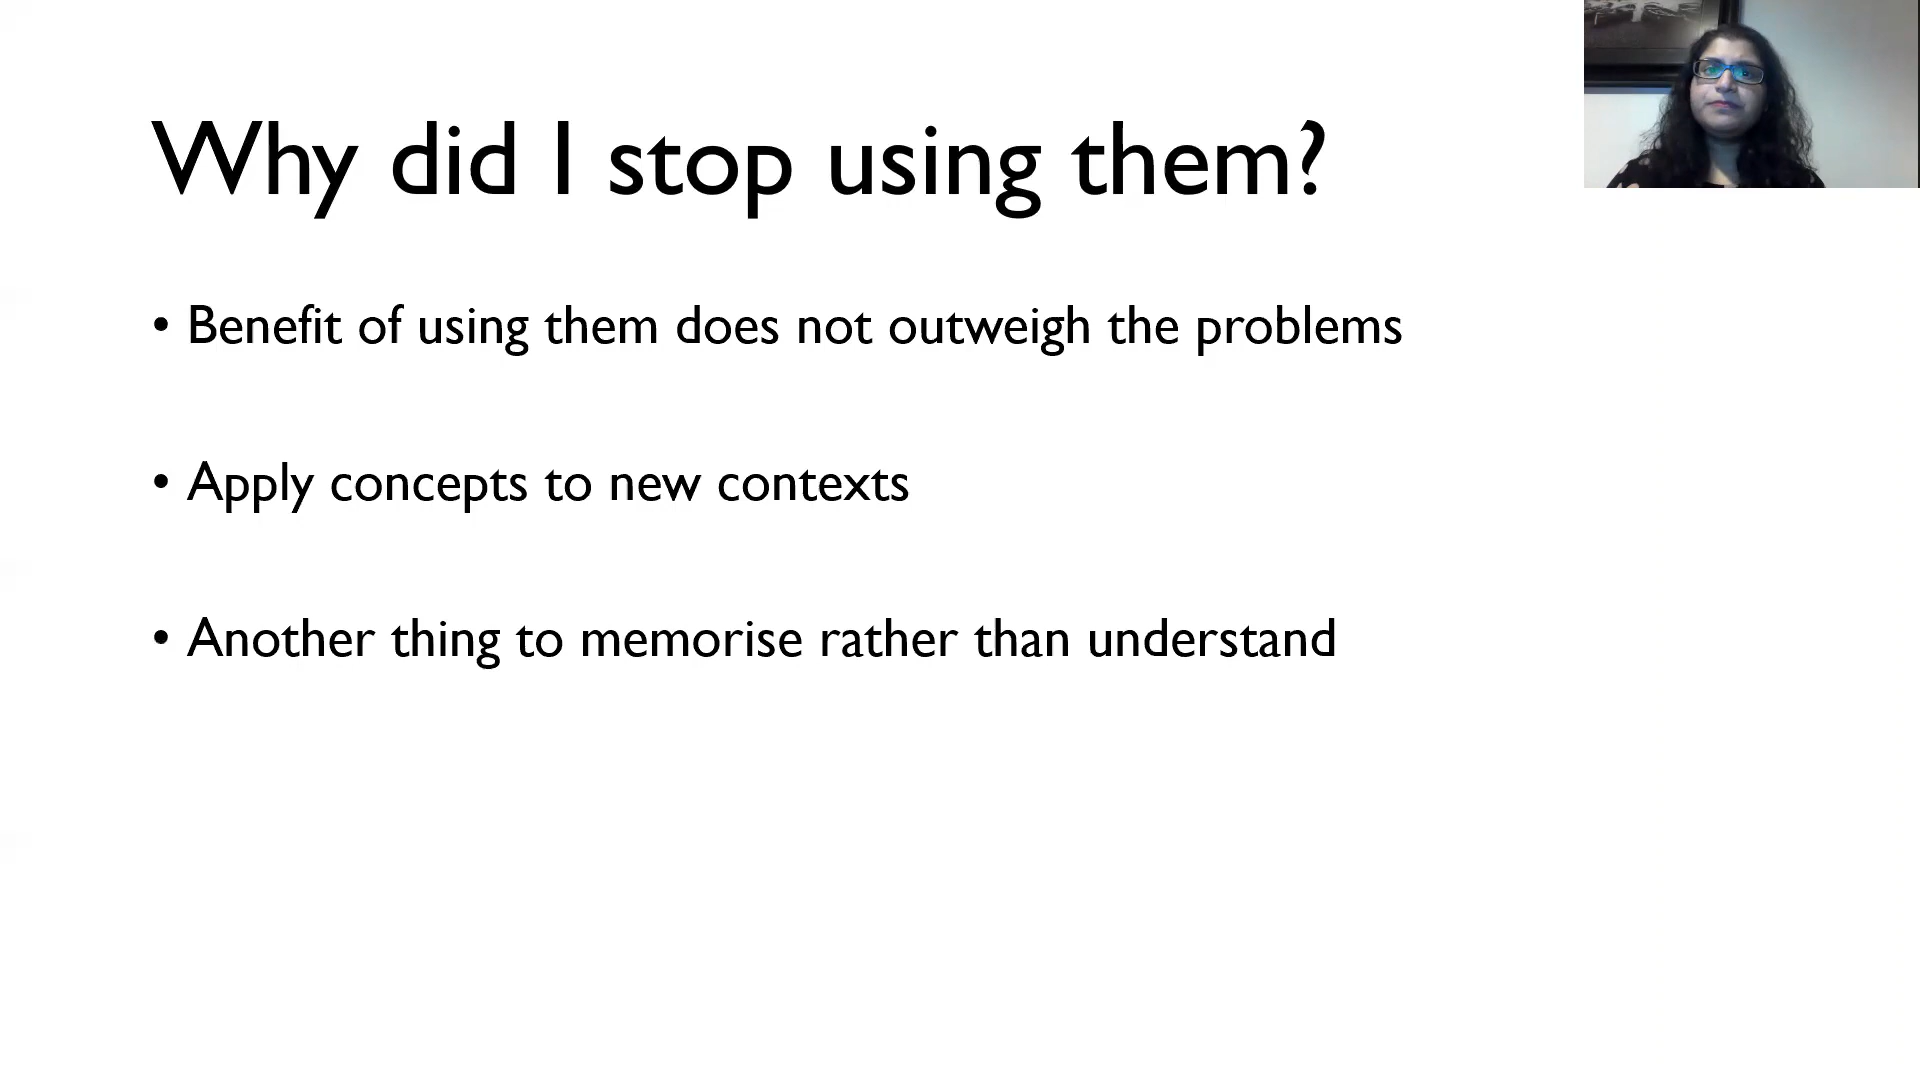 Why did I stop using them?
• Benefit of using them does not outweigh the problems
• Apply concepts to new contexts
• Another thing to memorise rather than understand